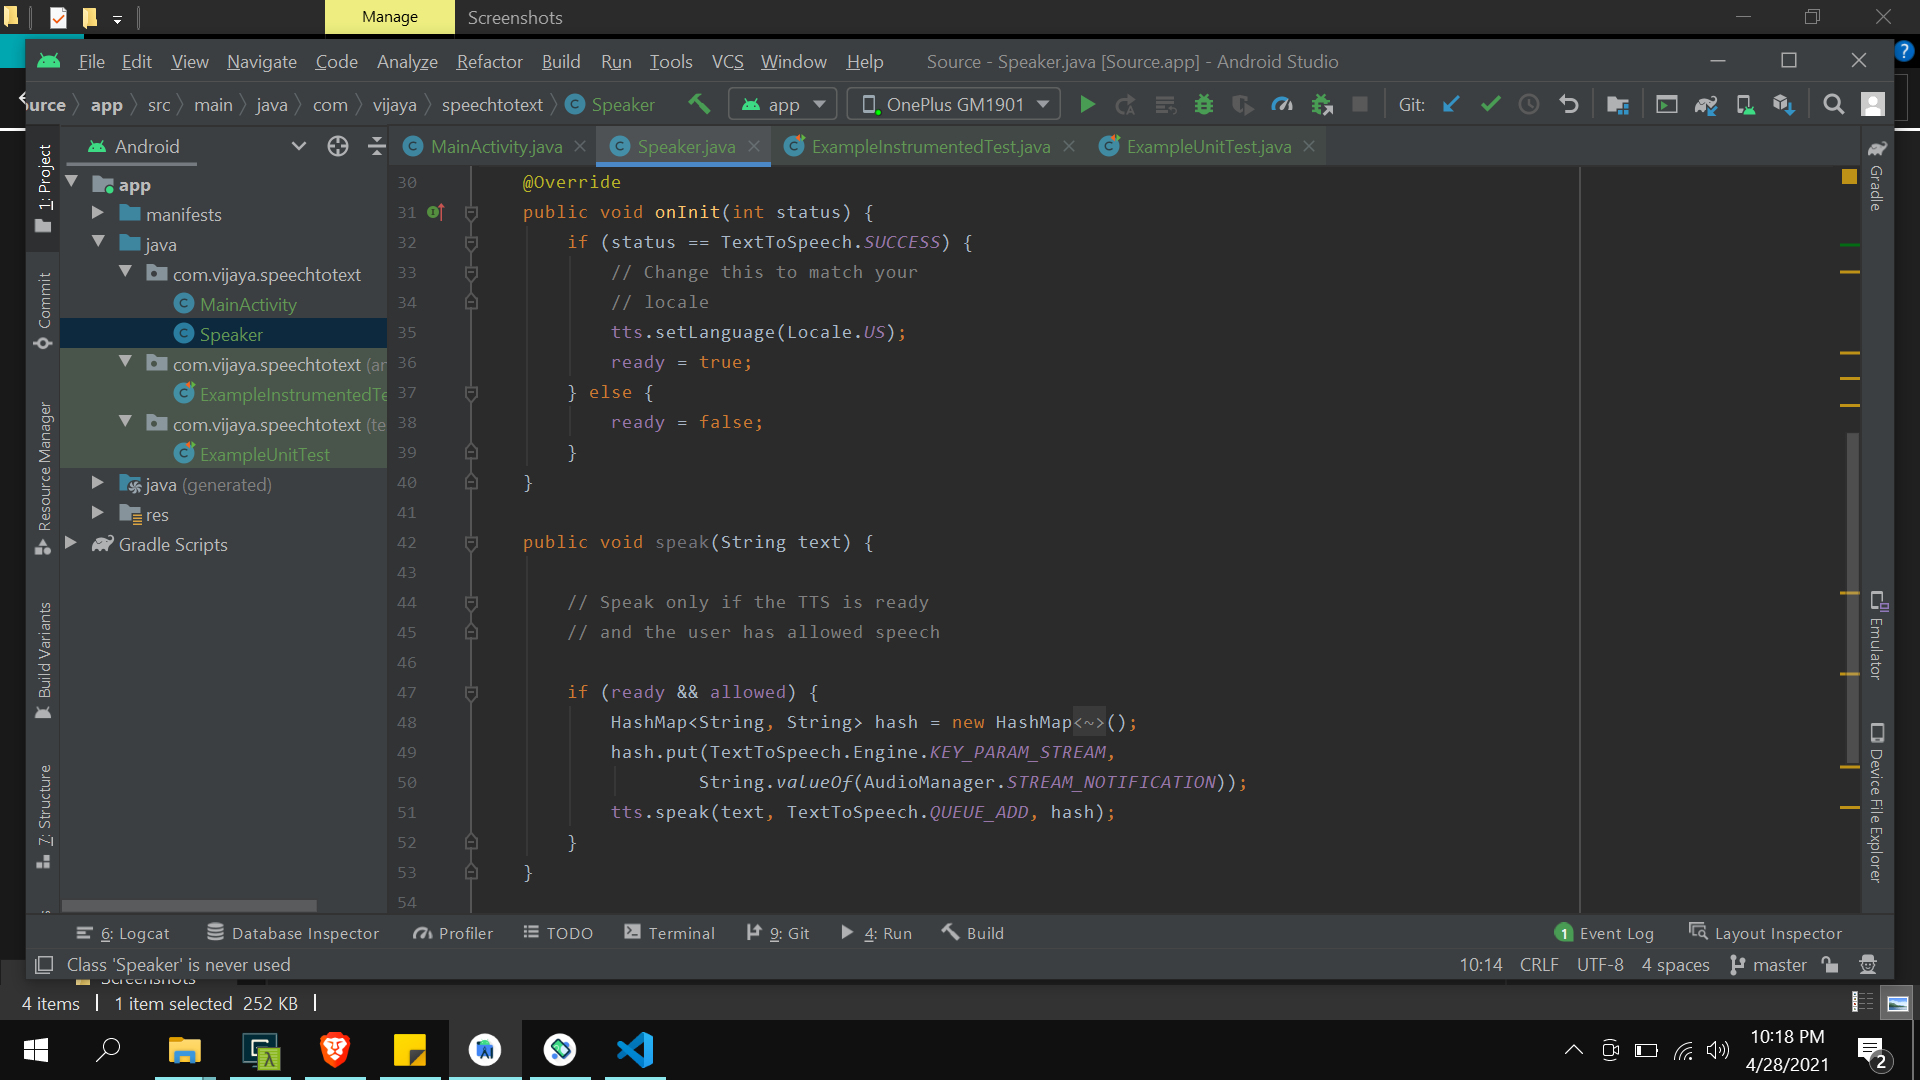 Manage
Screenshots
File Edit View Navigate Code Analyze Refactor Build Run Tools VCS Window Help
Source - Speaker.java [Source.app] - Android Studio
urce app src main java com vijaya speechtotext Speaker
app
OnePlus GM1901
Git:
1: Project
Commit
Resource Manager
Build Variants
7: Structure
Android
app
manifests
java
com.vijaya.speechtotext
MainActivity
Speaker
com.vijaya.speechtotext (ar
ExampleInstrumentedTe
com.vijaya.speechtotext (te
ExampleUnitTest
java (generated)
res
Gradle Scripts
MainActivity.java
Speaker.java
ExampleInstrumentedTest.java
ExampleUnitTest.java
30 @Override
31 public void onInit(int status) {
32 if (status == TextToSpeech.SUCCESS) {
33 // Change this to match your
34 // locale
35 tts.setLanguage(Locale.US);
36 ready = true;
37 } else {
38 ready = false;
39 }
40 }
41
42 public void speak(String text) {
43
44 // Speak only if the TTS is ready
45 // and the user has allowed speech
46
47 if (ready && allowed) {
48 HashMap<String, String> hash = new HashMap<~>();
49 hash.put(TextToSpeech.Engine.KEY_PARAM_STREAM,
50 String.valueOf(AudioManager.STREAM_NOTIFICATION));
51 tts.speak(text, TextToSpeech.QUEUE_ADD, hash);
52 }
53 }
54
Gradle
Emulator
Device File Explorer
6: Logcat
Database Inspector
Profiler
TODO
Terminal
9: Git
4: Run
Build
1 Event Log
Layout Inspector
Class 'Speaker' is never used
10:14 CRLF UTF-8 4 spaces master
Screenshots
4 items 1 item selected 252 KB
10:18 PM
4/28/2021
2